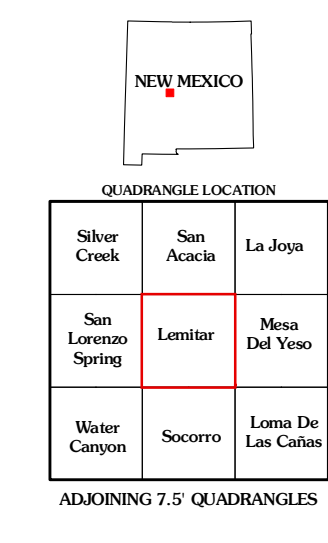 NEW MEXICO
QUADRANGLE LOCATION
Silver
Creek
San
Acacia
La Joya
San
Lorenzo
Spring
Lemitar
Mesa
Del Yeso
Water
Canyon
Socorro
Loma De
Las Cañas
ADJOINING 7.5' QUADRANGLES